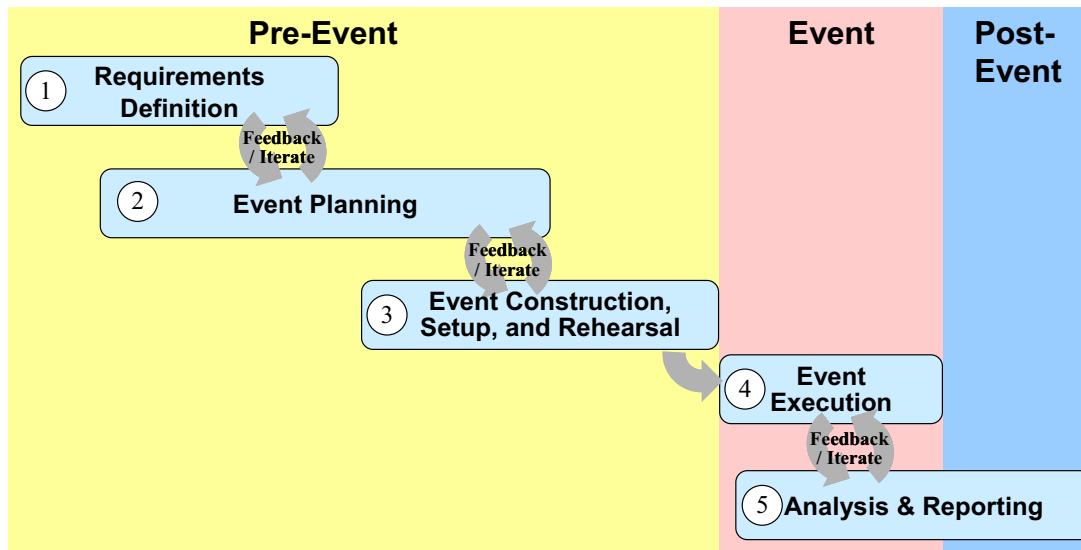 Pre-Event
Event
Post-
Event
1
Requirements
Definition
Feedback
/ Iterate
2
Event Planning
Feedback
/ Iterate
3
Event Construction,
Setup, and Rehearsal
4
Event
Execution
Feedback
/ Iterate
5
Analysis & Reporting